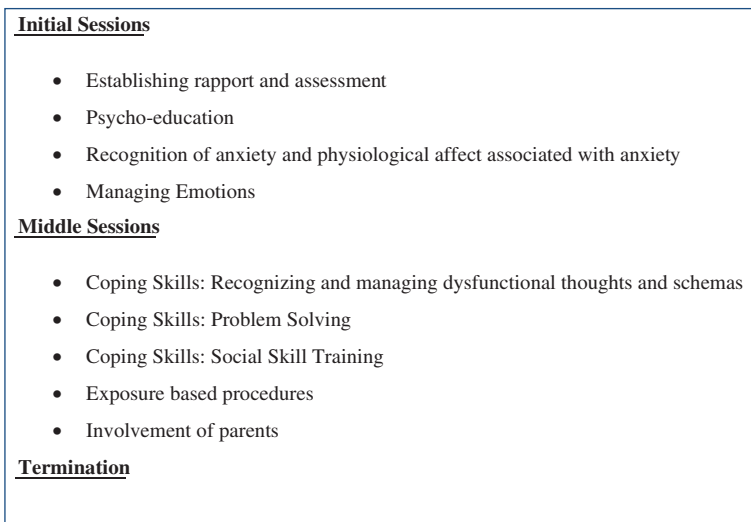 Initial Sessions
• Establishing rapport and assessment
• Psycho-education
• Recognition of anxiety and physiological affect associated with anxiety
• Managing Emotions
Middle Sessions
• Coping Skills: Recognizing and managing dysfunctional thoughts and schemas
• Coping Skills: Problem Solving
• Coping Skills: Social Skill Training
• Exposure based procedures
• Involvement of parents
Termination